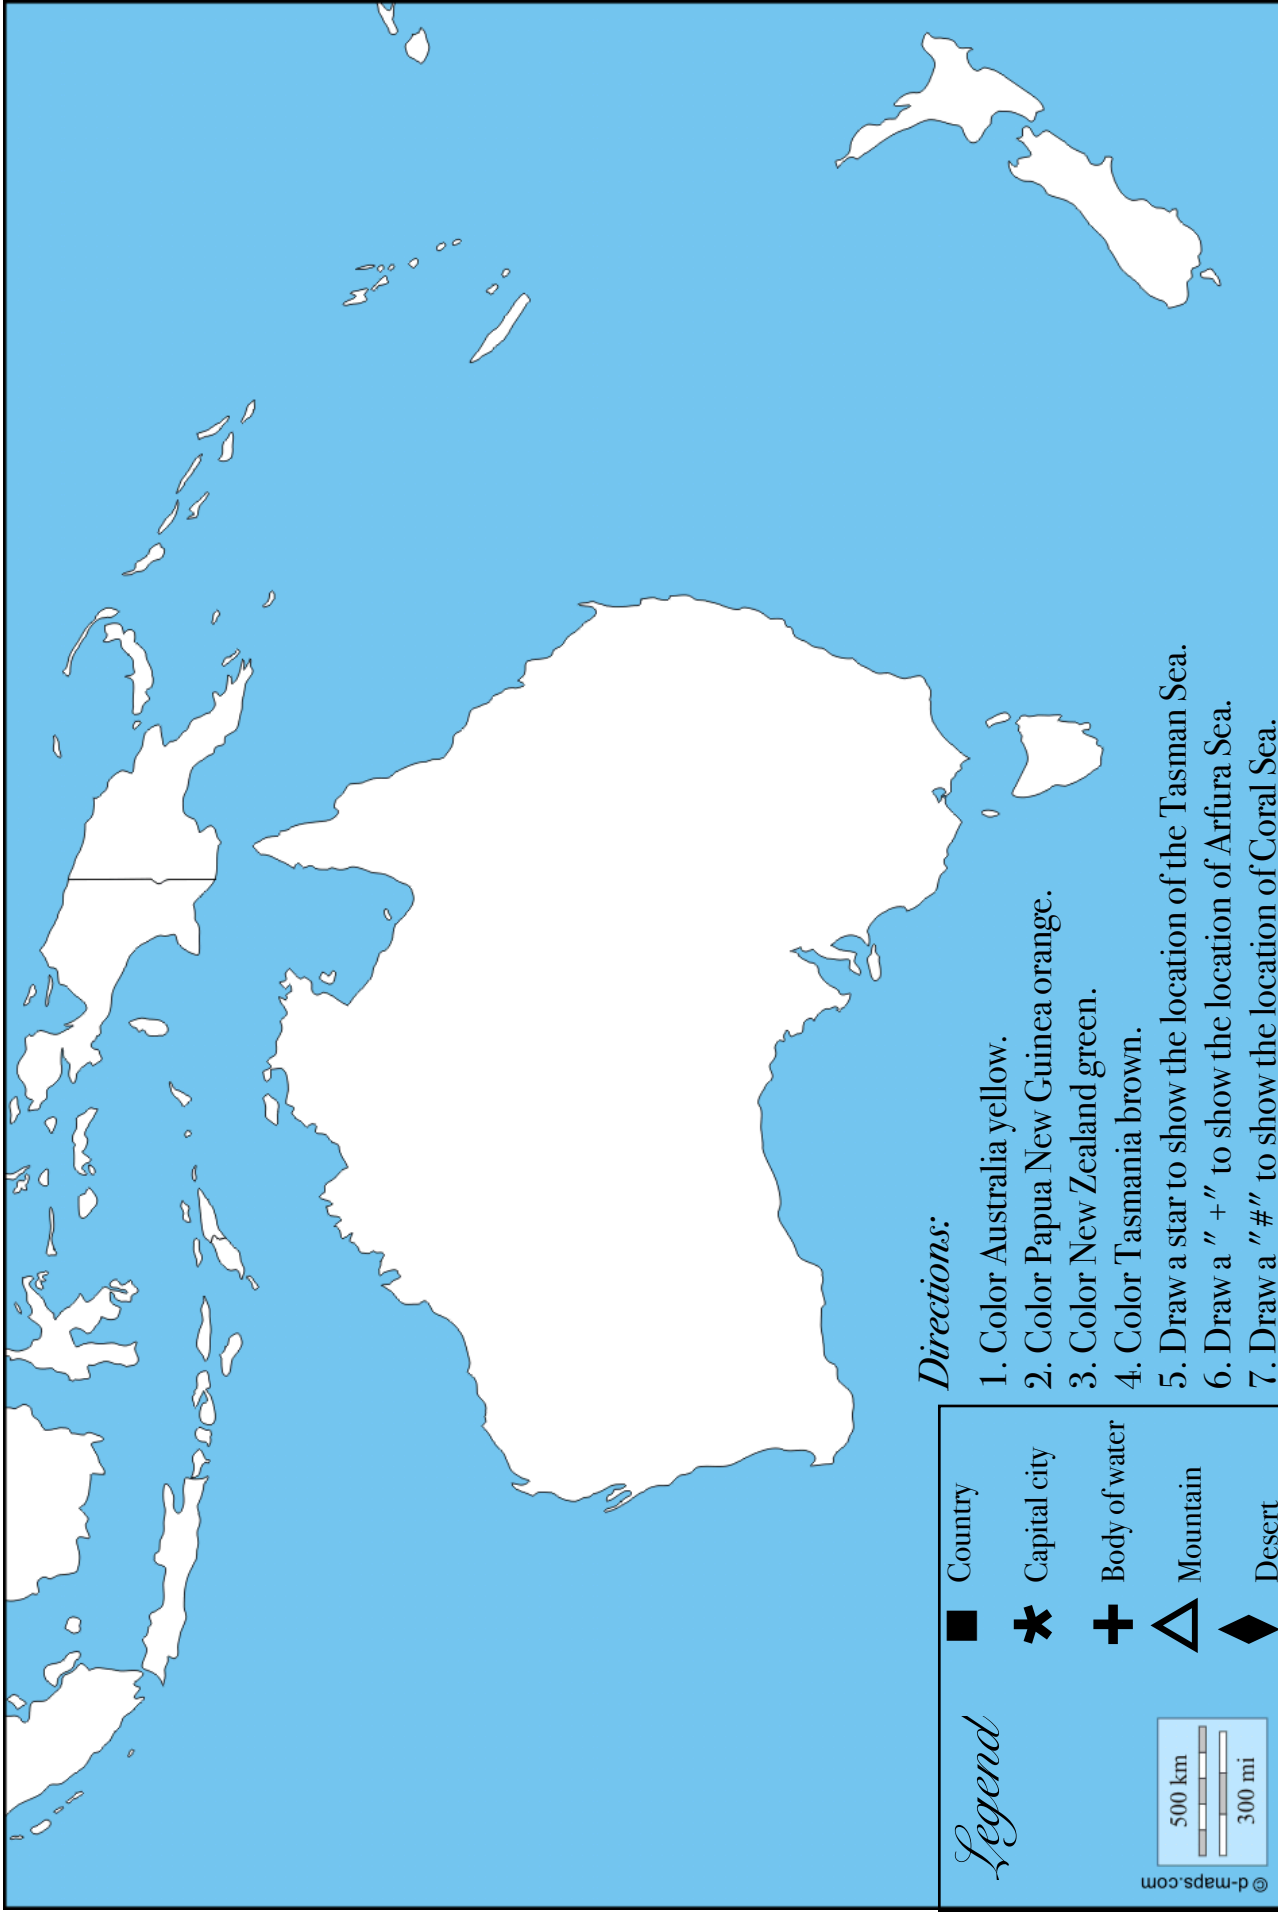 Directions:
1. Color Australia yellow.
2. Color Papua New Guinea orange.
3. Color New Zealand green.
4. Color Tasmania brown.
5. Draw a star to show the location of the Tasman Sea.
6. Draw a "+" to show the location of Arfura Sea.
7. Draw a "#" to show the location of Coral Sea.
Legend
Country
Capital city
Body of water
Mountain
Desert
500 km
300 mi
© d-maps.com